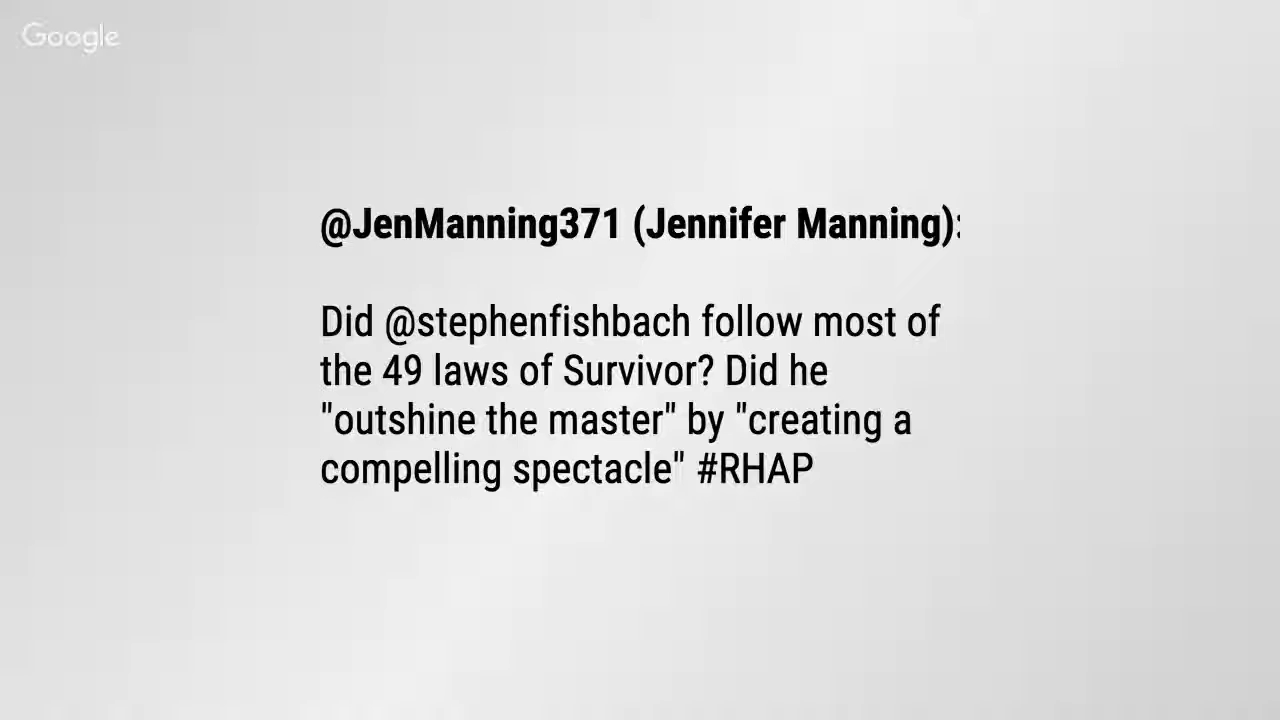 Google
@JenManning371 (Jennifer Manning):
Did @stephenfishbach follow most of
the 49 laws of Survivor? Did he
"outshine the master" by "creating a
compelling spectacle" #RHAP